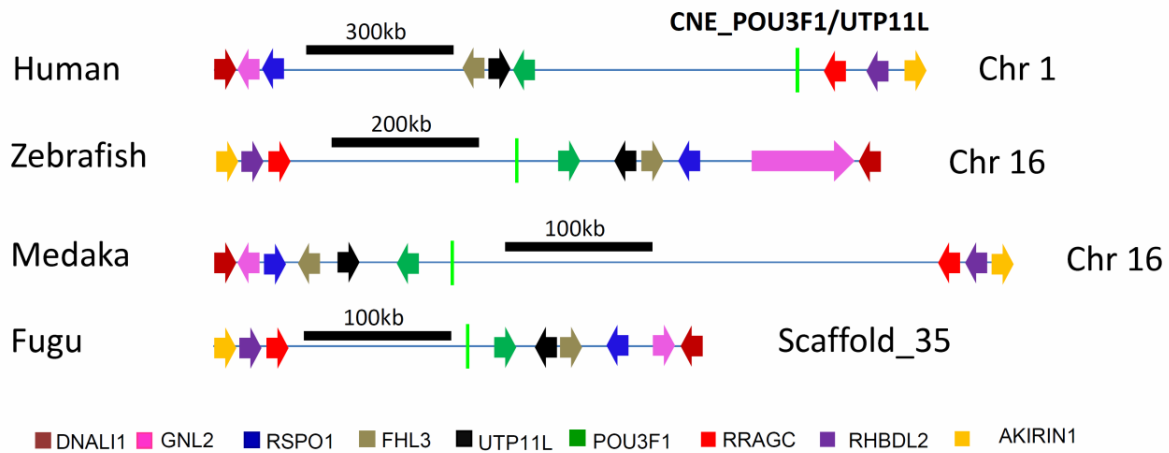 CNE_POU3F1/UTP11L
300kb
Human
Chr 1
200kb
Zebrafish
Chr 16
100kb
Medaka
Chr 16
100kb
Fugu
Scaffold_35
DNALI1 GNL2 RSPO1 FHL3 UTP11L POU3F1 RRAGC RHBDL2 AKIRIN1